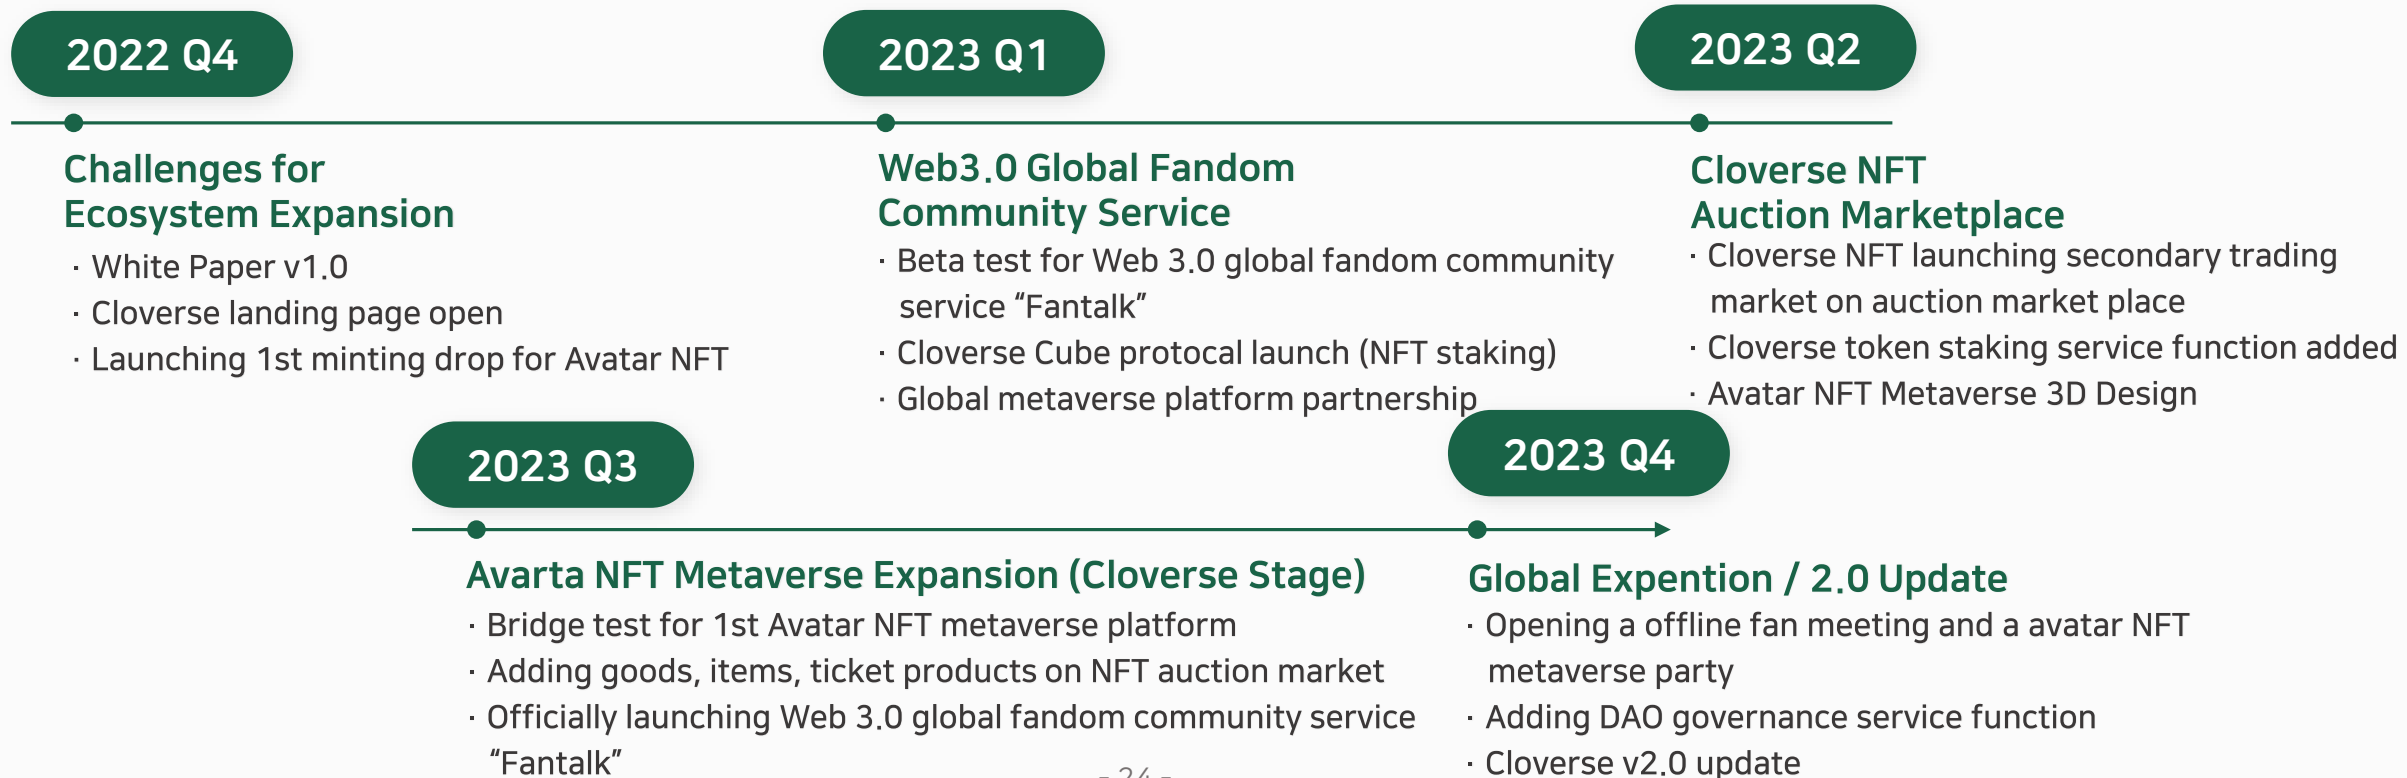 2022 Q4
Challenges for
Ecosystem Expansion
· White Paper v1.0
· Cloverse landing page open
· Launching 1st minting drop for Avatar NFT
2023 Q1
Web3.0 Global Fandom
Community Service
· Beta test for Web 3.0 global fandom community
service “Fantalk”
· Cloverse Cube protocal launch (NFT staking)
· Global metaverse platform partnership
2023 Q2
Cloverse NFT
Auction Marketplace
· Cloverse NFT launching secondary trading
market on auction market place
· Cloverse token staking service function added
· Avatar NFT Metaverse 3D Design
2023 Q3
Avarta NFT Metaverse Expansion (Cloverse Stage)
· Bridge test for 1st Avatar NFT metaverse platform
· Adding goods, items, ticket products on NFT auction market
· Officially launching Web 3.0 global fandom community service
“Fantalk”
2023 Q4
Global Expention / 2.0 Update
· Opening a offline fan meeting and a avatar NFT
metaverse party
· Adding DAO governance service function
· Cloverse v2.0 update
- 24 -